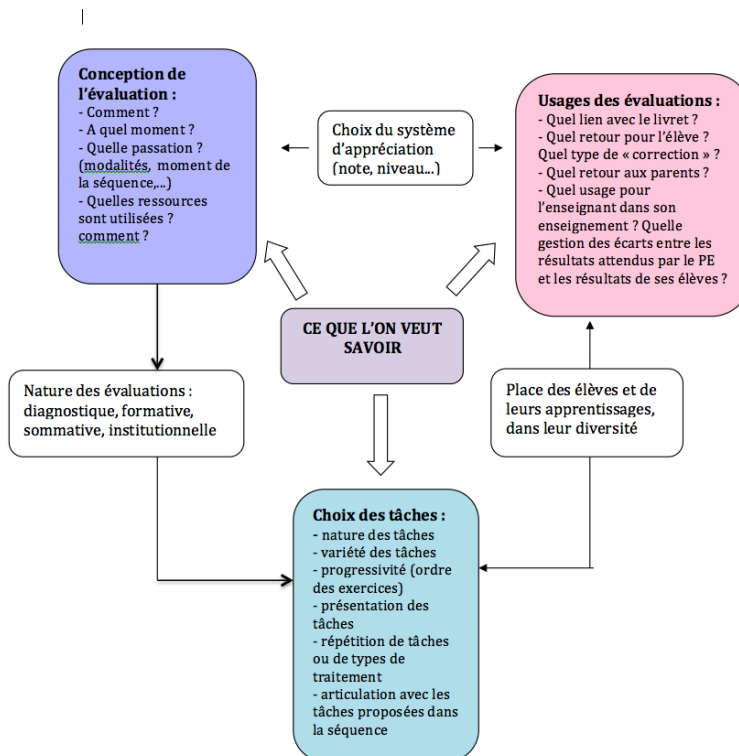 Conception de
l'évaluation :
- Comment ?
- A quel moment ?
- Quelle passation ?
(modalités, moment de
la séquence,...)
- Quelles ressources
sont utilisées ?
comment ?
Choix du système
d'appréciation
(note, niveau...)
Usages des évaluations :
- Quel lien avec le livret ?
- Quel retour pour l'élève ?
Quel type de « correction » ?
- Quel retour aux parents ?
- Quel usage pour
l'enseignant dans son
enseignement ? Quelle
gestion des écarts entre les
résultats attendus par le PE
et les résultats de ses élèves ?
CE QUE L'ON VEUT
SAVOIR
Nature des évaluations :
diagnostique, formative,
sommative, institutionnelle
Place des élèves et de
leurs apprentissages,
dans leur diversité
Choix des tâches :
- nature des tâches
- variété des tâches
- progressivité (ordre
des exercices)
- présentation des
tâches
- répétition de tâches
ou de types de
traitement
- articulation avec les
tâches proposées dans
la séquence